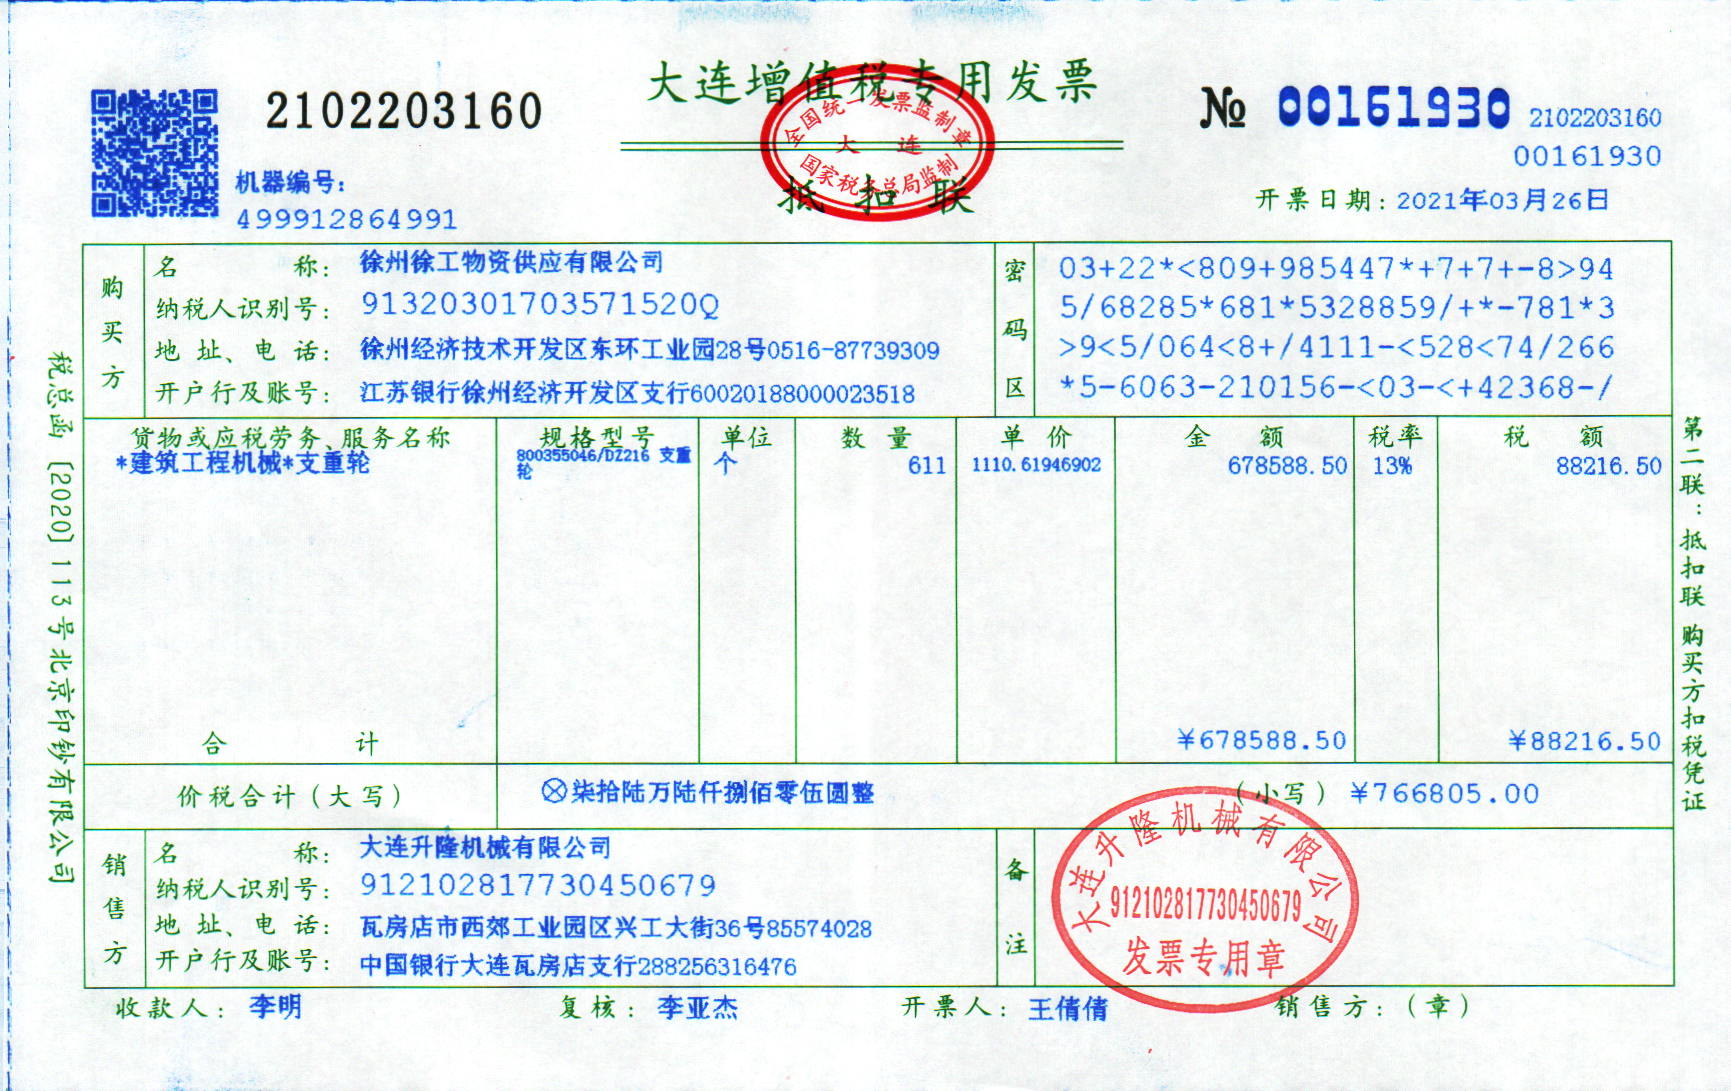 大连增值税专用发票
2102203160
№ 00161930
2102203160
00161930
全国统一发票监制章
大 连
国家税务总局监制
抵扣联
机器编号：
499912864991
开票日期：2021年03月26日
购买方
名 称：徐州徐工物资供应有限公司
纳税人识别号：91320301703571520Q
地址、电话：徐州经济技术开发区东环工业园28号0516-87739309
开户行及账号：江苏银行徐州经济开发区支行60020188000023518
密码区
03+22*<809+985447*+7+7+-8>94
5/68285*681*5328859/+*-781*3
>9<5/064<8+/4111-<528<74/266
*5-6063-210156-<03-<+42368-/
货物或应税劳务、服务名称 规格型号 单位 数量 单价 金额 税率 税额
*建筑工程机械*支重轮 800355046/DZ216 支重轮 个 611 1110.61946902 678588.50 13% 88216.50
合计 ¥678588.50 ¥88216.50
价税合计（大写） ⊗柒拾陆万陆仟捌佰零伍圆整 （小写）¥766805.00
销售方
名 称：大连升隆机械有限公司
纳税人识别号：912102817730450679
地址、电话：瓦房店市西郊工业园区兴工大街36号85574028
开户行及账号：中国银行大连瓦房店支行288256316476
备注
大连升隆机械有限公司
912102817730450679
发票专用章
收款人：李明 复核：李亚杰 开票人：王倩倩 销售方：（章）
税总函〔2020〕113号北京印钞有限公司
第二联：抵扣联 购买方扣税凭证